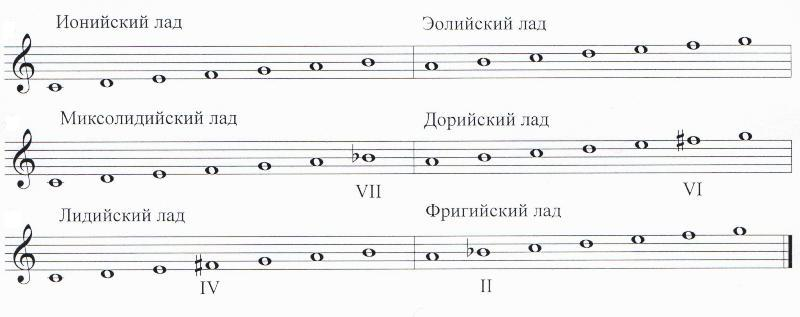 Ионийский лад
Эолийский лад
Миксолидийский лад
Дорийский лад
VII
VI
Лидийский лад
Фригийский лад
IV
II